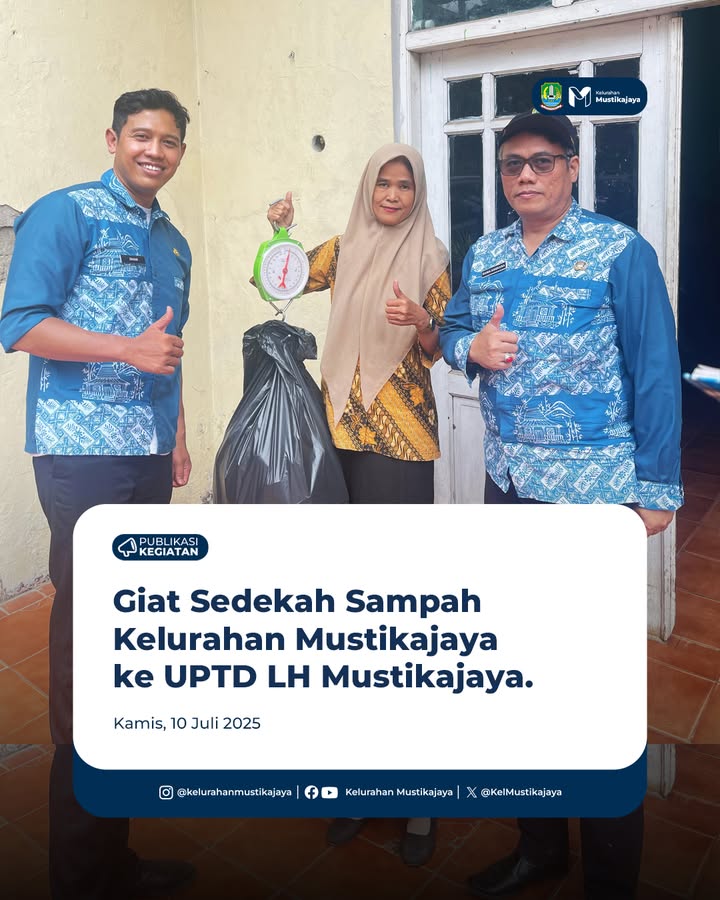 Kelurahan
Mustikajaya
PUBLIKASI
KEGIATAN
Giat Sedekah Sampah
Kelurahan Mustikajaya
ke UPTD LH Mustikajaya.
Kamis, 10 Juli 2025
@kelurahanmustikajaya | Kelurahan Mustikajaya | @KelMustikajaya